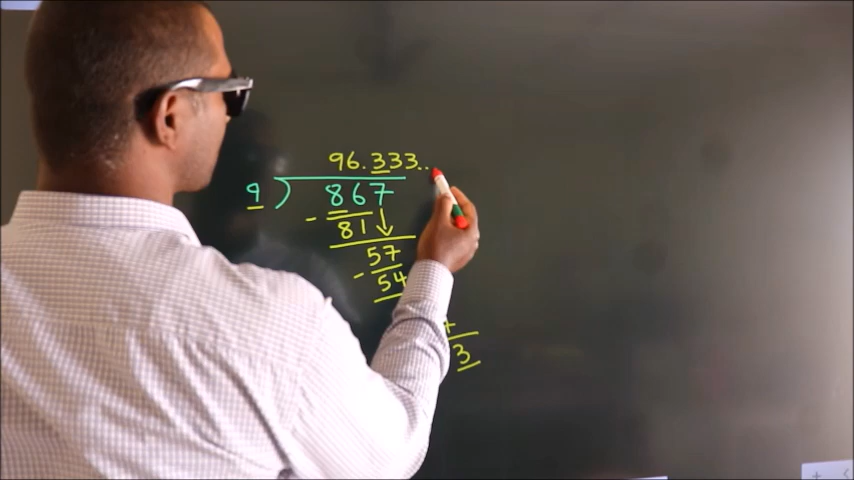 96.333..
9 ) 867
- 81 ↓
57
- 54
3